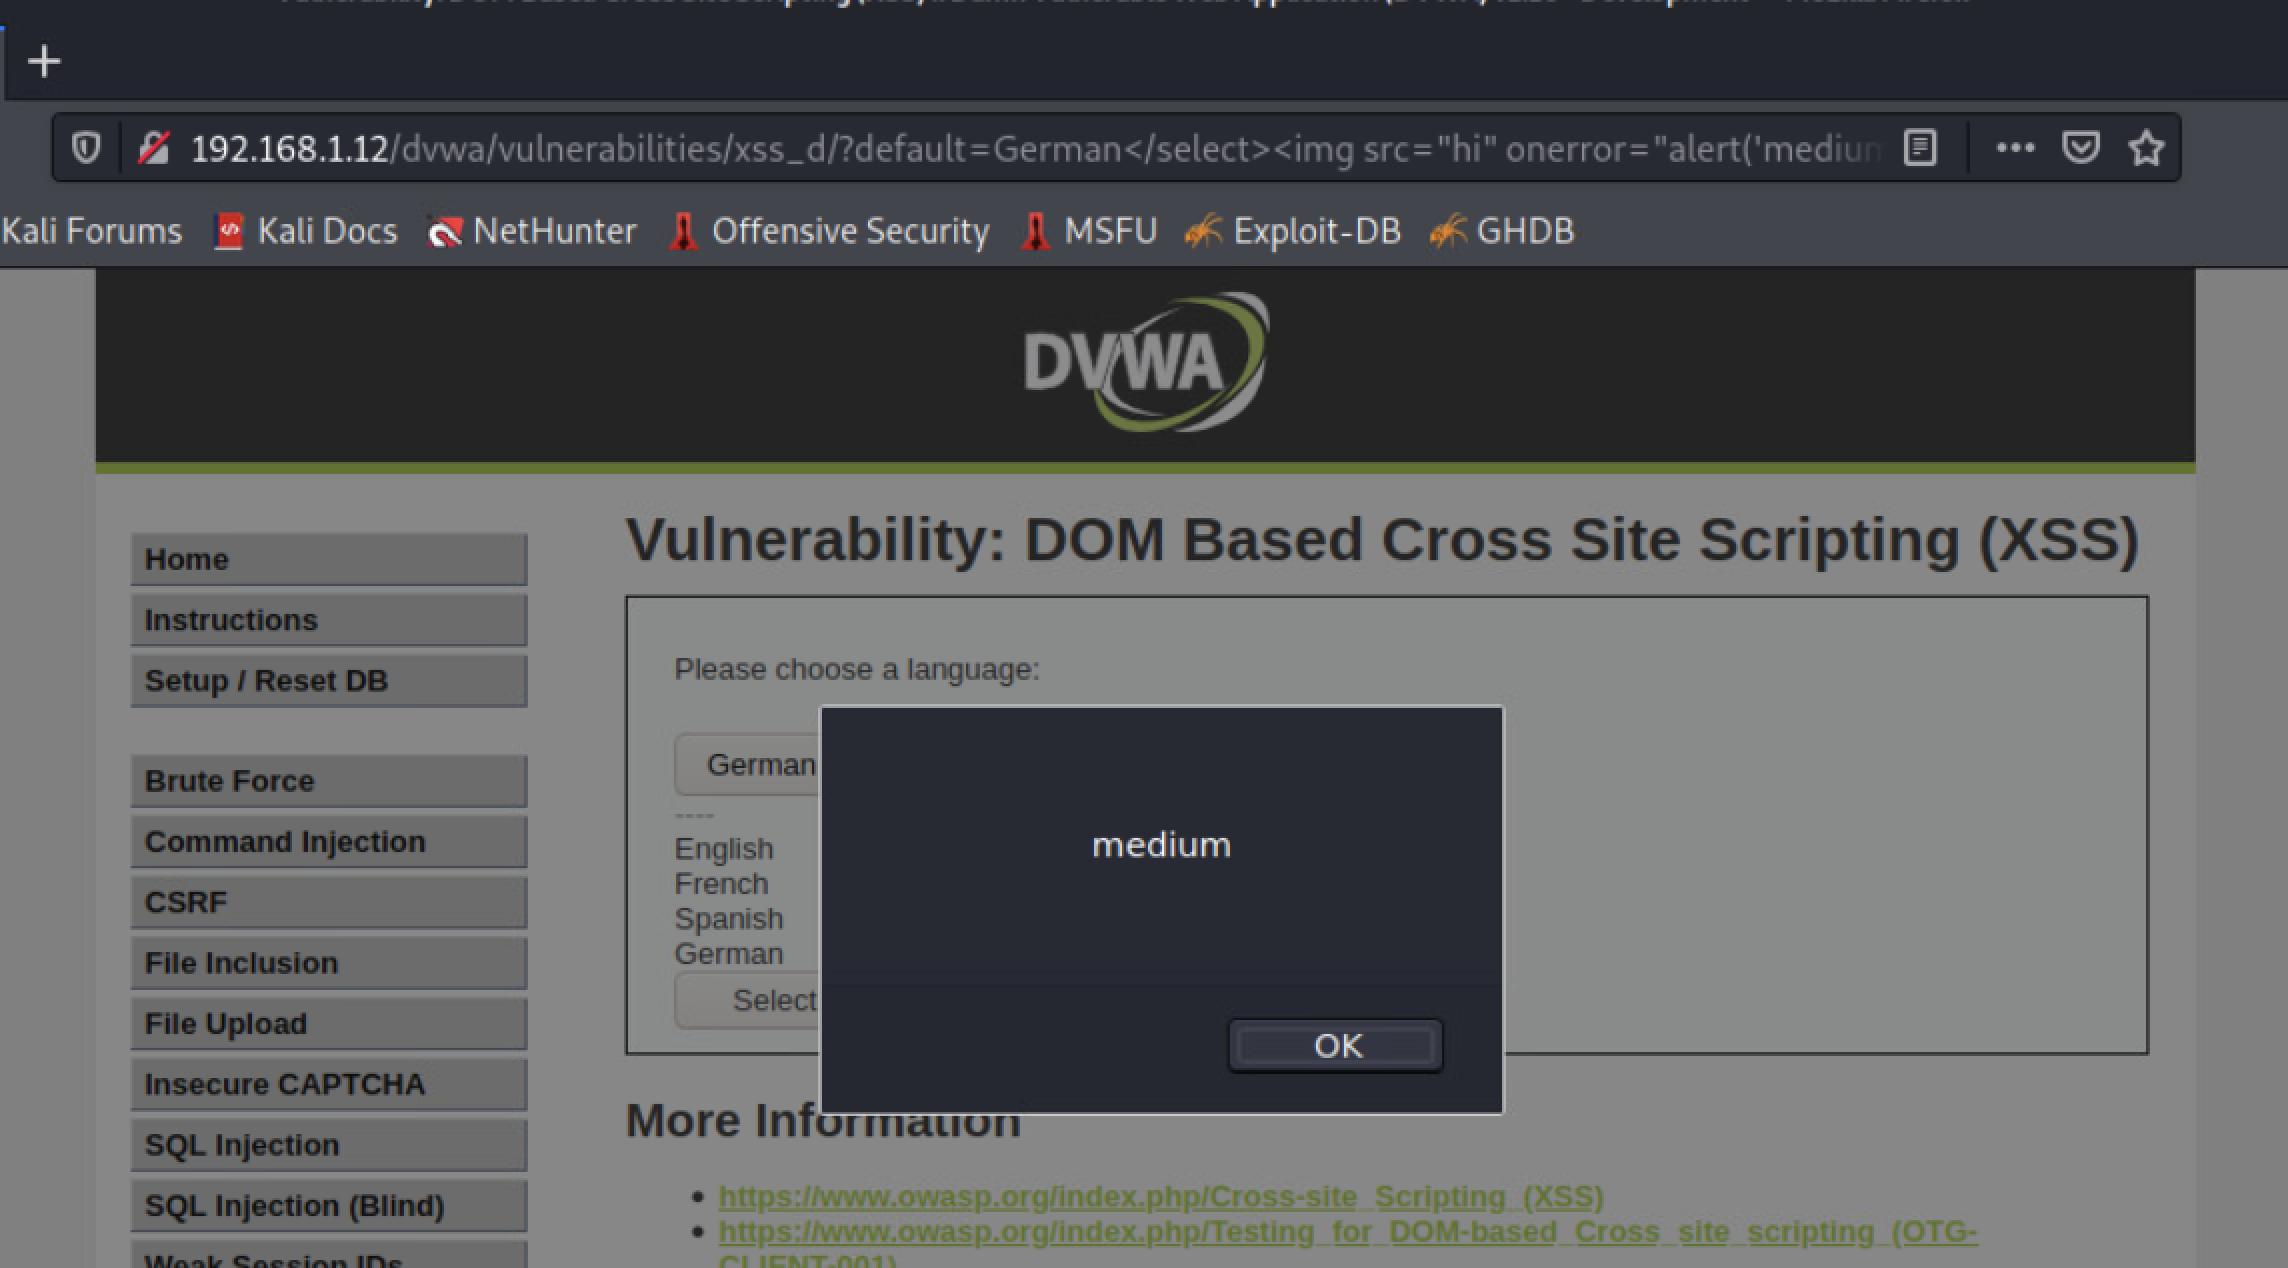 192.168.1.12/dvwa/vulnerabilities/xss_d/?default=German</select><img src="hi" onerror="alert('medium
Kali Forums Kali Docs NetHunter Offensive Security MSFU Exploit-DB GHDB
DVWA
Vulnerability: DOM Based Cross Site Scripting (XSS)
Home
Instructions
Setup / Reset DB
Brute Force
Command Injection
CSRF
File Inclusion
File Upload
Insecure CAPTCHA
SQL Injection
SQL Injection (Blind)
Weak Session IDs
Please choose a language:
German
----
English
French
Spanish
German
Select
medium
OK
More Information
https://www.owasp.org/index.php/Cross-site_Scripting_(XSS)
https://www.owasp.org/index.php/Testing_for_DOM-based_Cross_site_scripting_(OTG-
CLIENT-001)